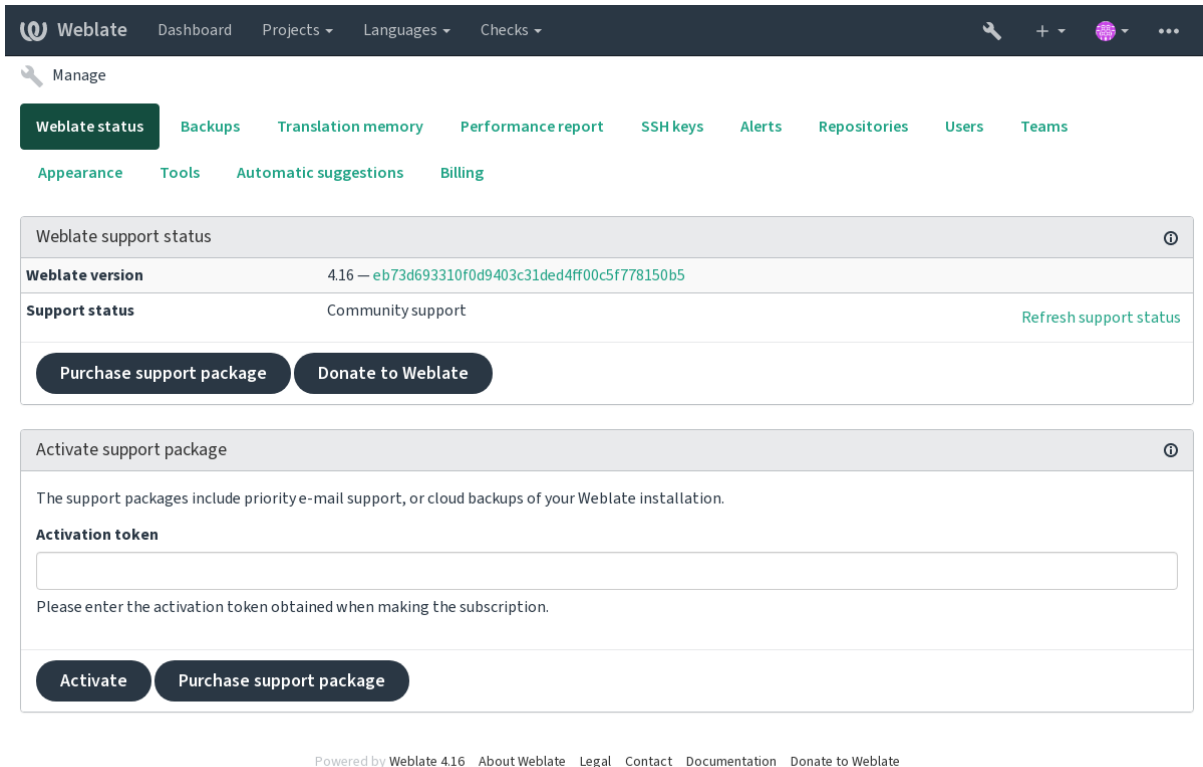 Weblate Dashboard Projects Languages Checks
Manage
Weblate status Backups Translation memory Performance report SSH keys Alerts Repositories Users Teams
Appearance Tools Automatic suggestions Billing
Weblate support status
Weblate version 4.16 — eb73d693310f0d9403c31ded4ff00c5f778150b5
Support status Community support Refresh support status
Purchase support package Donate to Weblate
Activate support package
The support packages include priority e-mail support, or cloud backups of your Weblate installation.
Activation token
Please enter the activation token obtained when making the subscription.
Activate Purchase support package
Powered by Weblate 4.16 About Weblate Legal Contact Documentation Donate to Weblate